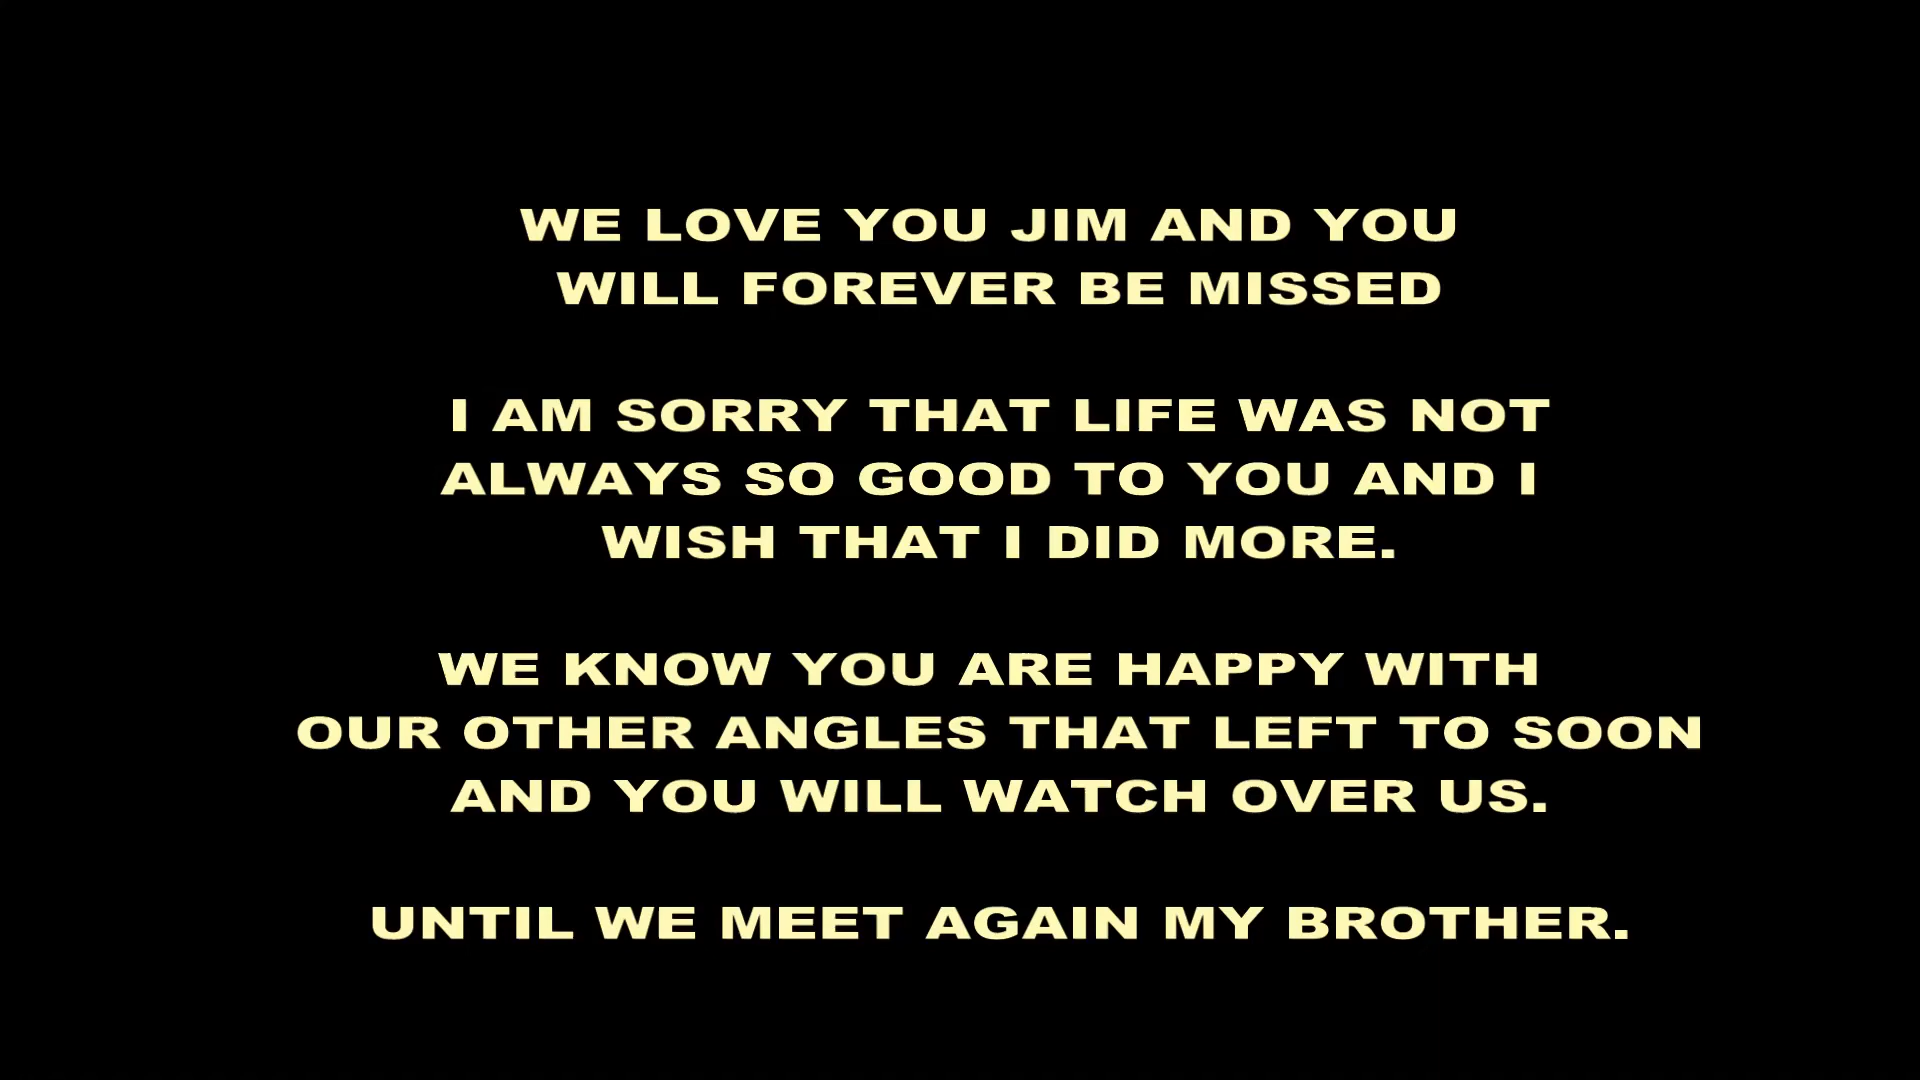 WE LOVE YOU JIM AND YOU
WILL FOREVER BE MISSED
I AM SORRY THAT LIFE WAS NOT
ALWAYS SO GOOD TO YOU AND I
WISH THAT I DID MORE.
WE KNOW YOU ARE HAPPY WITH
OUR OTHER ANGLES THAT LEFT TO SOON
AND YOU WILL WATCH OVER US.
UNTIL WE MEET AGAIN MY BROTHER.